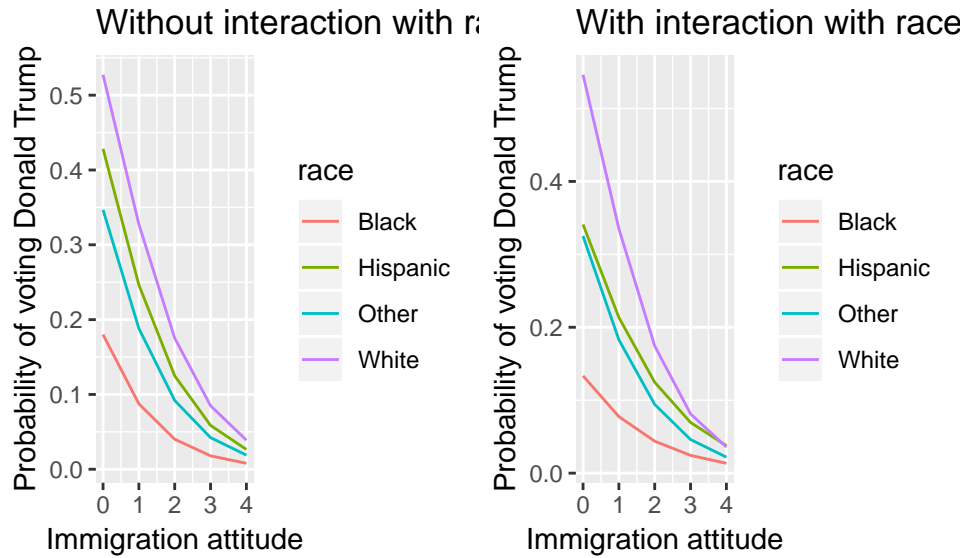 Without interaction with ra
Probability of voting Donald Trump
0.5
0.4
0.3
0.2
0.1
0.0
0 1 2 3 4
Immigration attitude
race
Black
Hispanic
Other
White
With interaction with race
Probability of voting Donald Trump
0.4
0.2
0.0
0 1 2 3 4
Immigration attitude
race
Black
Hispanic
Other
White